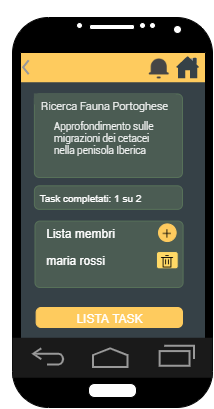 Ricerca Fauna Portoghese
Approfondimento sulle
migrazioni dei cetacei
nella penisola Iberica
Task completati: 1 su 2
Lista membri
maria rossi
LISTA TASK